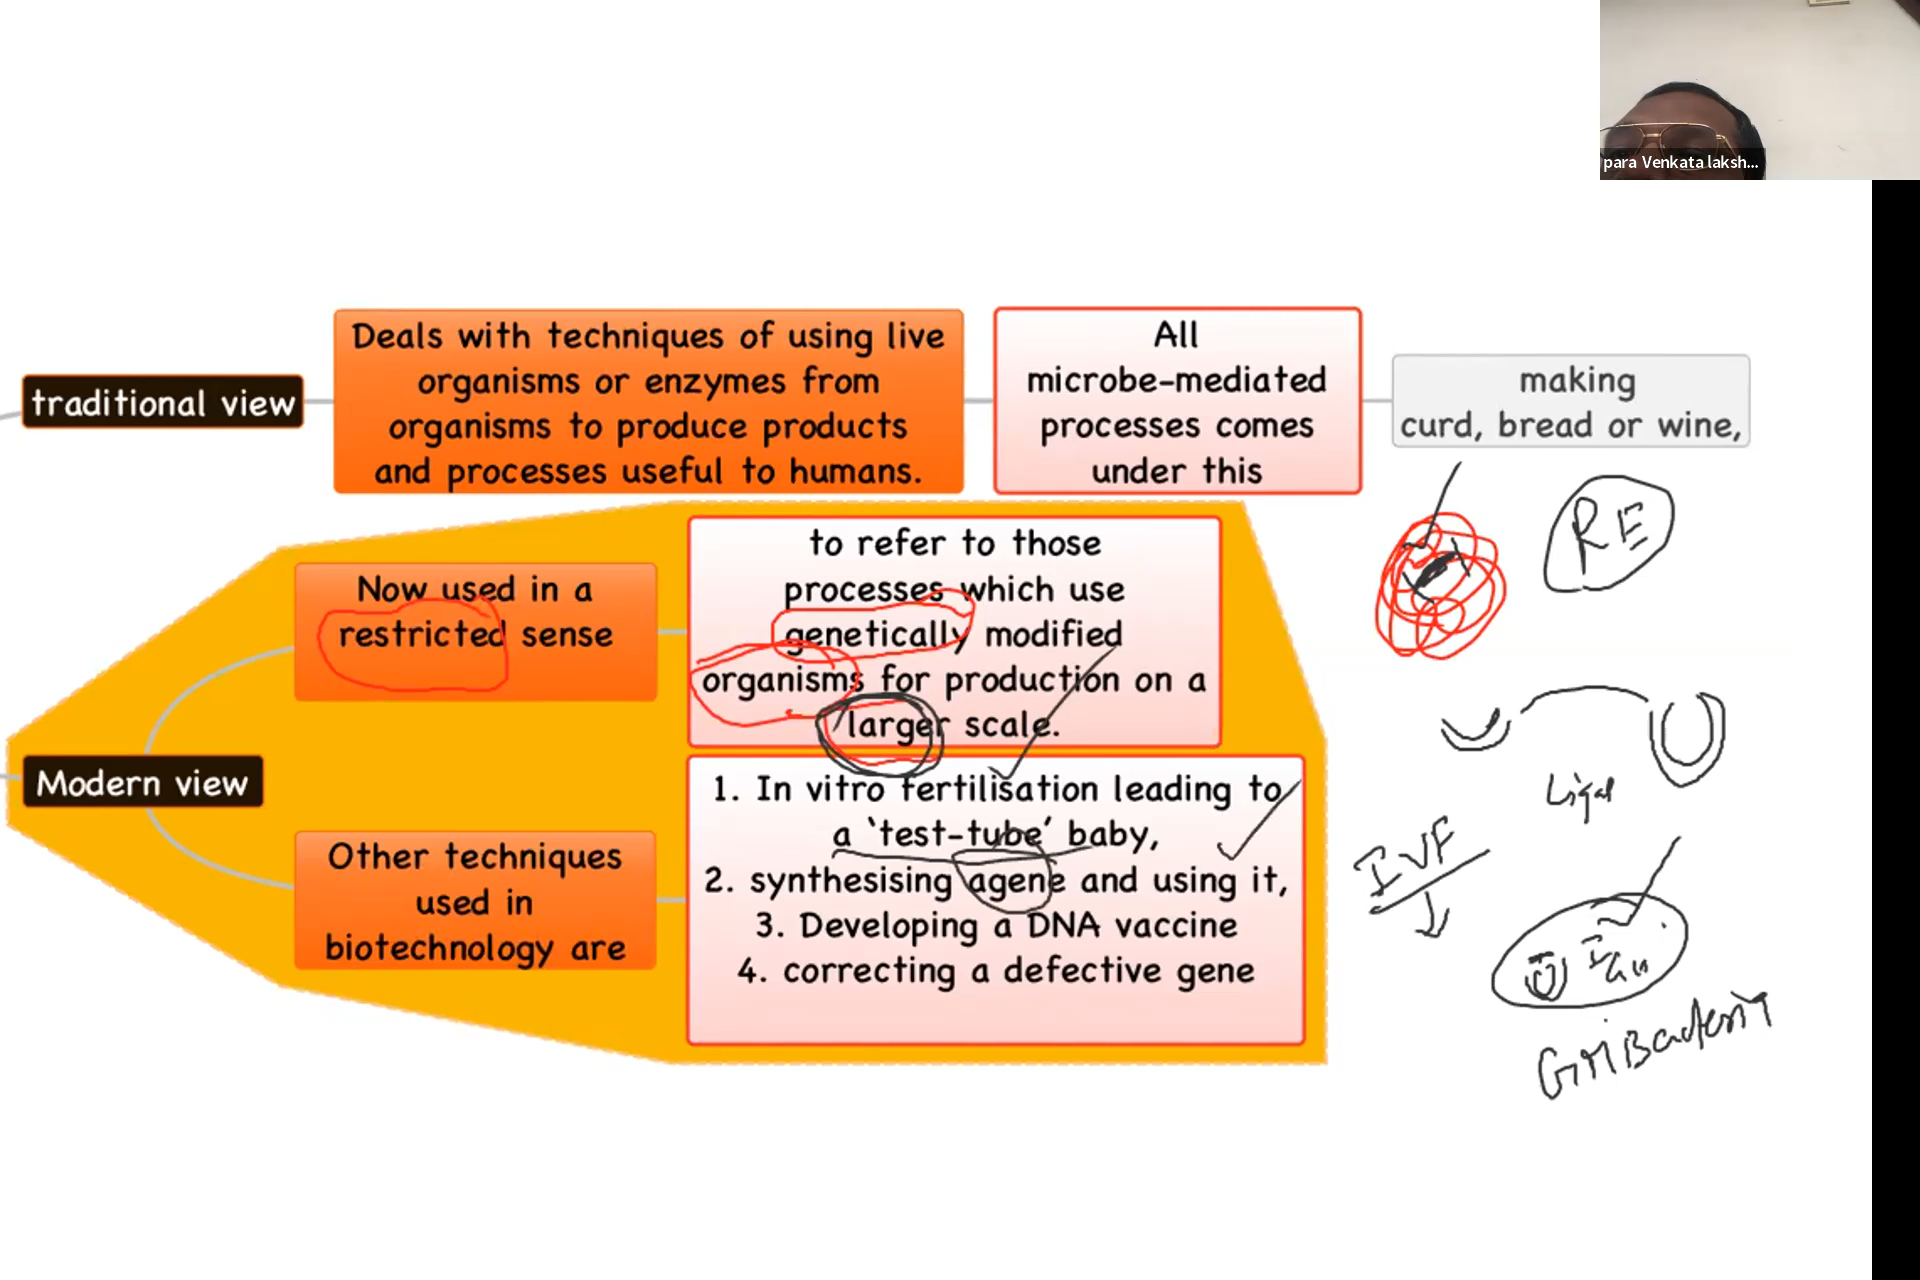 para Venkata laksh...
traditional view
Deals with techniques of using live
organisms or enzymes from
organisms to produce products
and processes useful to humans.
All
microbe-mediated
processes comes
under this
making
curd, bread or wine,
RE
Modern view
Now used in a
restricted sense
to refer to those
processes which use
genetically modified
organisms for production on a
larger scale.
Other techniques
used in
biotechnology are
1. In vitro fertilisation leading to
a ‘test-tube’ baby,
2. synthesising agene and using it,
3. Developing a DNA vaccine
4. correcting a defective gene
IVF